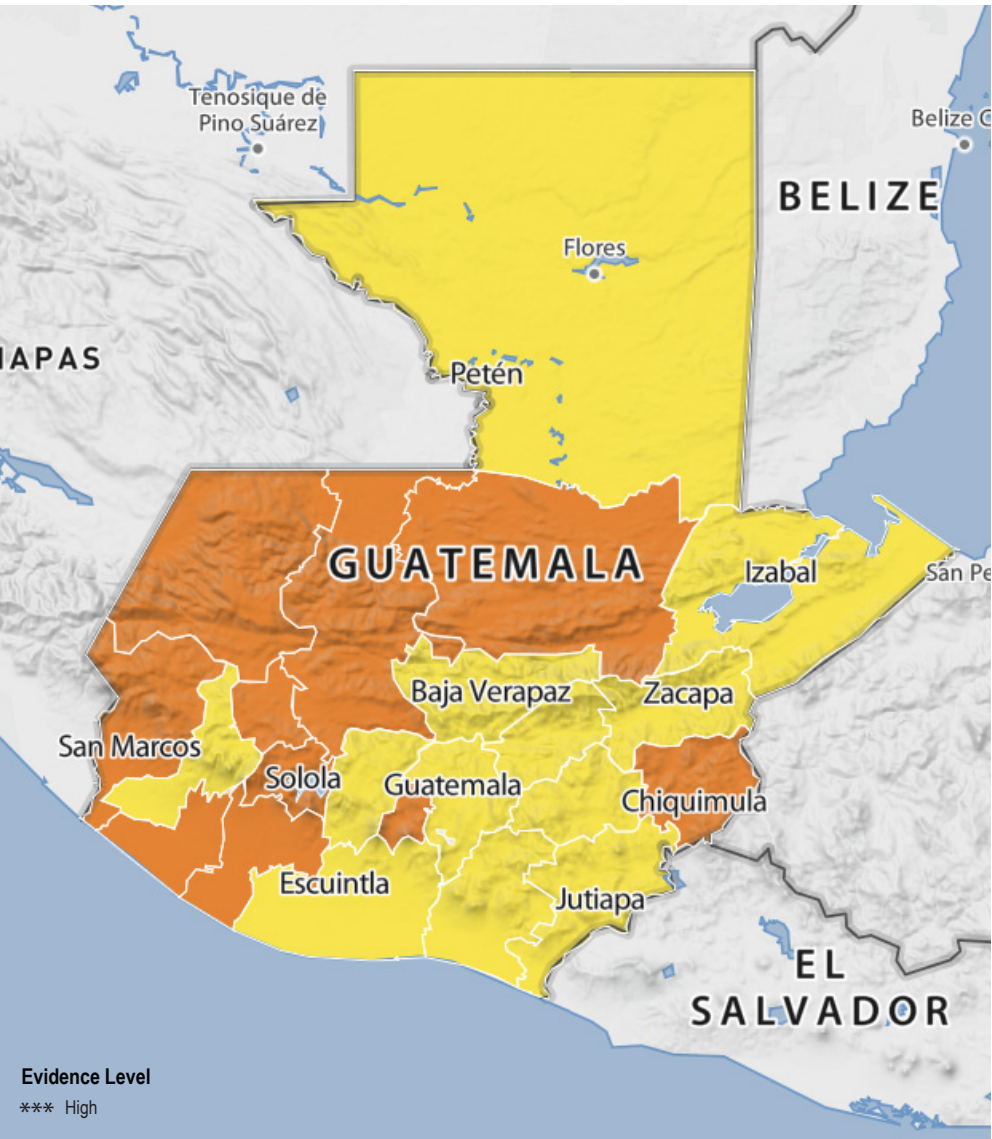 Tenosique de
Pino Suárez
Belize C
BELIZE
Flores
IAPAS
Petén
GUATEMALA
Izabal
San Pe
Baja Verapaz
Zacapa
San Marcos
Solola
Guatemala
Chiquimula
Escuintla
Jutiapa
EL
SALVADOR
Evidence Level
*** High